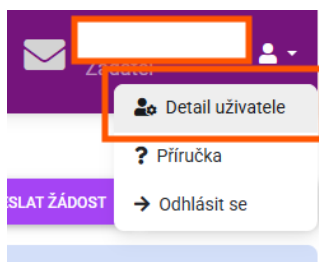 Žadatel
Detail uživatele
? Příručka
SLAT ŽÁDOST
Odhlásit se